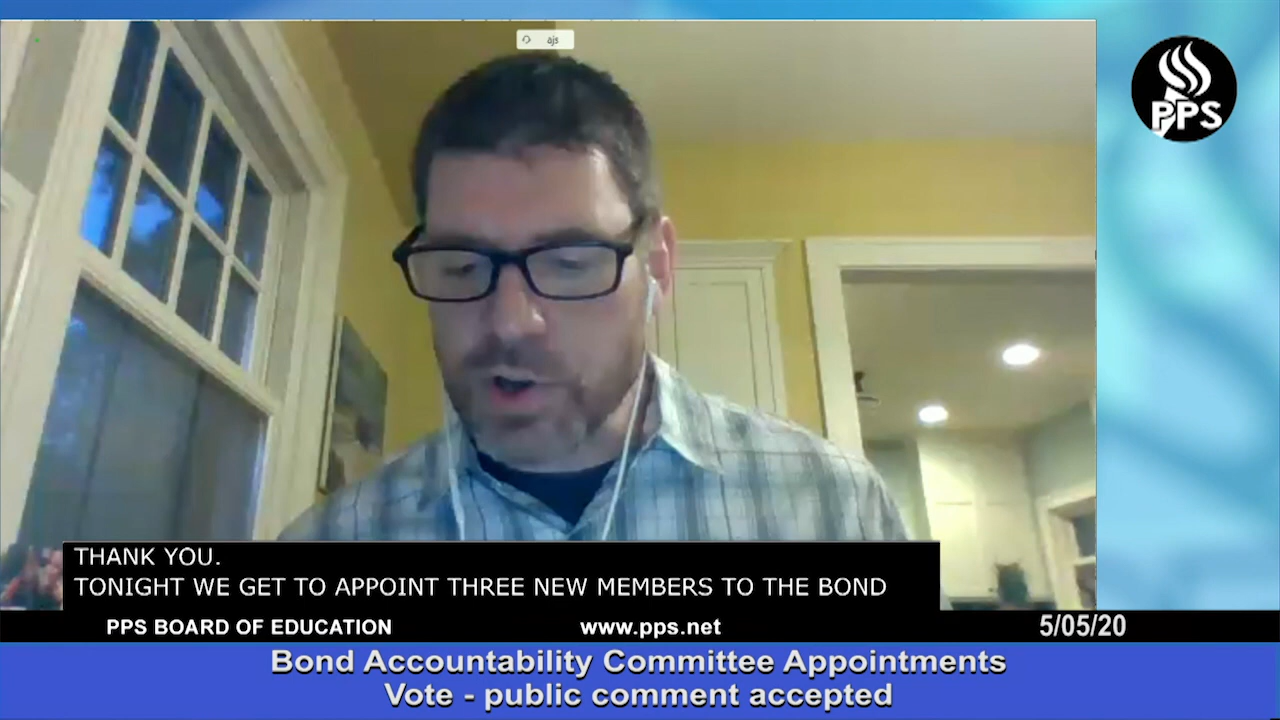 ajs
PPS
THANK YOU.
TONIGHT WE GET TO APPOINT THREE NEW MEMBERS TO THE BOND
PPS BOARD OF EDUCATION www.pps.net 5/05/20
Bond Accountability Committee Appointments
Vote - public comment accepted